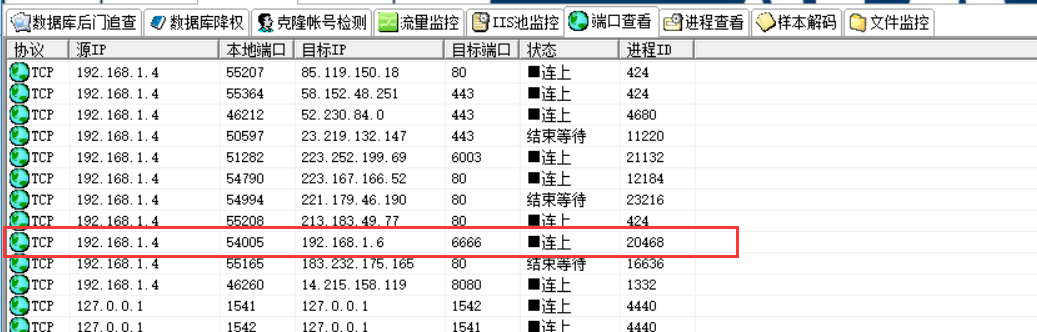 数据库后门追查 数据库降权 克隆帐号检测 流量监控 IIS池监控 端口查看 进程查看 样本解码 文件监控
协议 源IP 本地端口 目标IP 目标端口 状态 进程ID
TCP 192.168.1.4 55207 85.119.150.18 80 ■连上 424
TCP 192.168.1.4 55364 58.152.48.251 443 ■连上 424
TCP 192.168.1.4 46212 52.230.84.0 443 ■连上 4680
TCP 192.168.1.4 50597 23.219.132.147 443 结束等待 11220
TCP 192.168.1.4 51282 223.252.199.69 6003 ■连上 21132
TCP 192.168.1.4 54790 223.167.166.52 80 ■连上 12184
TCP 192.168.1.4 54994 221.179.46.190 80 结束等待 23216
TCP 192.168.1.4 55208 213.183.49.77 80 ■连上 424
TCP 192.168.1.4 54005 192.168.1.6 6666 ■连上 20468
TCP 192.168.1.4 55165 183.232.175.165 80 结束等待 16636
TCP 192.168.1.4 46260 14.215.158.119 8080 ■连上 1332
TCP 127.0.0.1 1541 127.0.0.1 1542 ■连上 4440
TCP 127.0.0.1 1542 127.0.0.1 1541 ■连上 4440